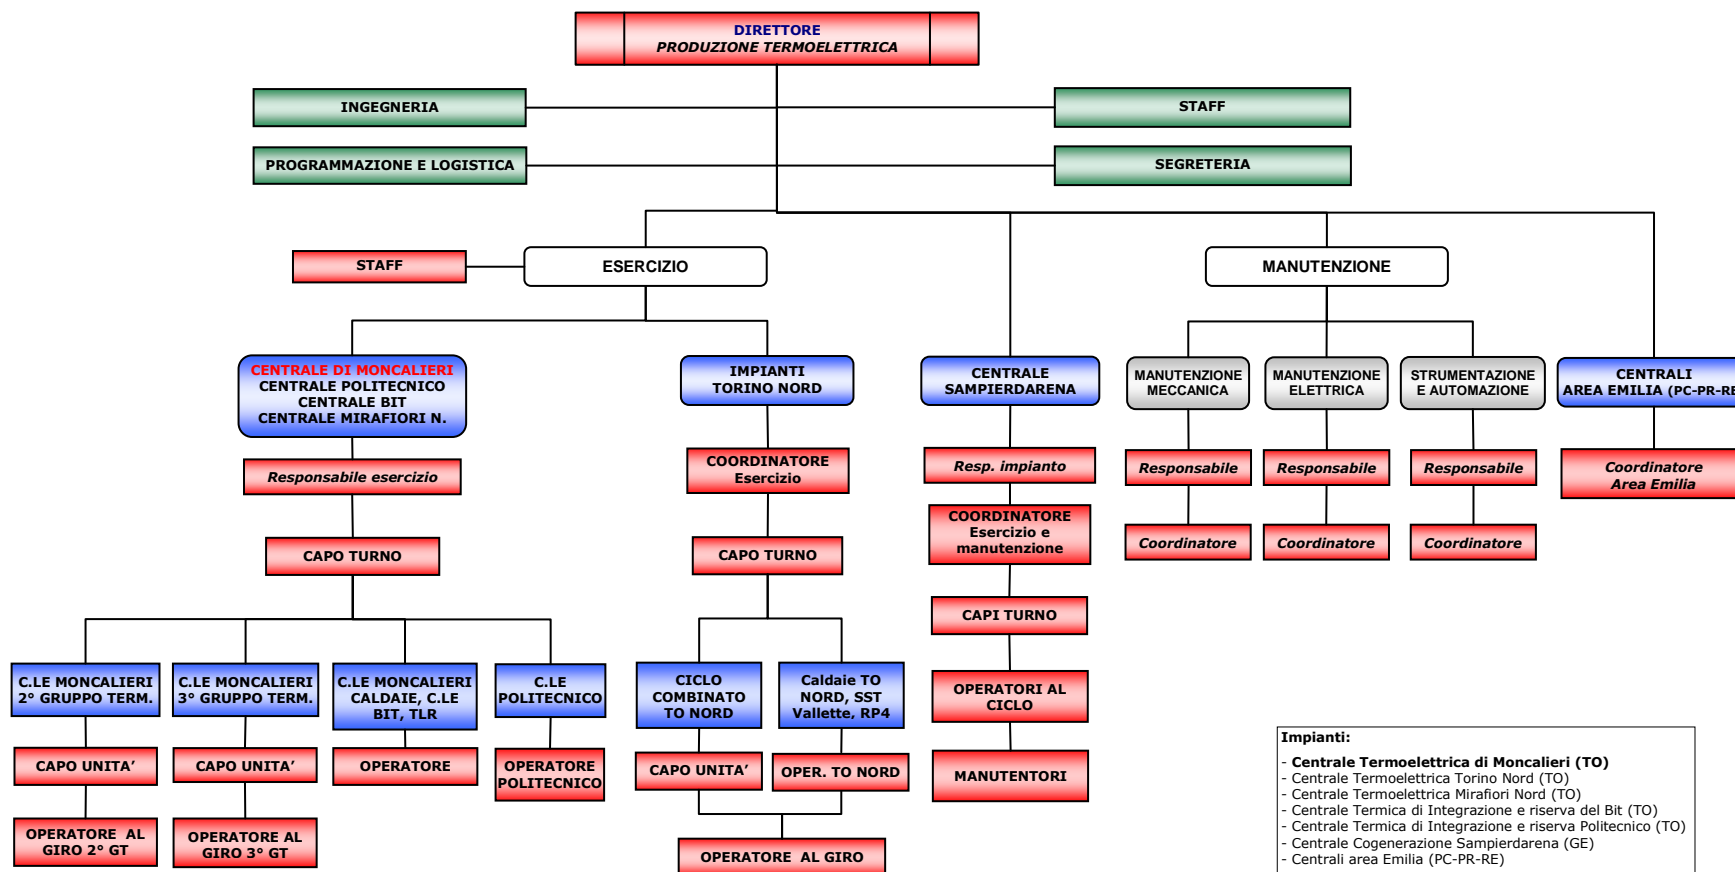 DIRETTORE
PRODUZIONE TERMOELETTRICA
INGEGNERIA
STAFF
PROGRAMMAZIONE E LOGISTICA
SEGRETERIA
STAFF
ESERCIZIO
MANUTENZIONE
CENTRALE DI MONCALIERI
CENTRALE POLITECNICO
CENTRALE BIT
CENTRALE MIRAFIORI N.
IMPIANTI
TORINO NORD
CENTRALE
SAMPIERDARENA
MANUTENZIONE
MECCANICA
MANUTENZIONE
ELETTRICA
STRUMENTAZIONE
E AUTOMAZIONE
CENTRALI
AREA EMILIA (PC-PR-RE
Responsabile esercizio
COORDINATORE
Esercizio
Resp. impianto
Responsabile
Responsabile
Responsabile
Coordinatore
Area Emilia
CAPO TURNO
CAPO TURNO
COORDINATORE
Esercizio e
manutenzione
Coordinatore
Coordinatore
Coordinatore
CAPI TURNO
C.LE MONCALIERI
2° GRUPPO TERM.
C.LE MONCALIERI
3° GRUPPO TERM.
C.LE MONCALIERI
CALDAIE, C.LE
BIT, TLR
C.LE
POLITECNICO
CICLO
COMBINATO
TO NORD
Caldaie TO
NORD, SST
Vallette, RP4
OPERATORI AL
CICLO
CAPO UNITA’
CAPO UNITA’
OPERATORE
OPERATORE
POLITECNICO
CAPO UNITA’
OPER. TO NORD
MANUTENTORI
OPERATORE AL
GIRO 2° GT
OPERATORE AL
GIRO 3° GT
OPERATORE AL GIRO
Impianti:
- Centrale Termoelettrica di Moncalieri (TO)
- Centrale Termoelettrica Torino Nord (TO)
- Centrale Termoelettrica Mirafiori Nord (TO)
- Centrale Termica di Integrazione e riserva del Bit (TO)
- Centrale Termica di Integrazione e riserva Politecnico (TO)
- Centrale Cogenerazione Sampierdarena (GE)
- Centrali area Emilia (PC-PR-RE)